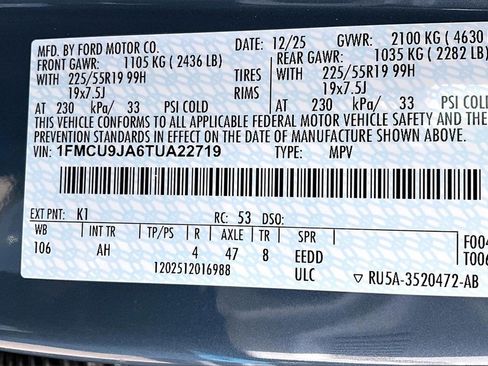 MFD. BY FORD MOTOR CO. DATE: 12/25 GVWR: 2100 KG ( 4630
FRONT GAWR: 1105 KG ( 2436 LB) REAR GAWR: 1035 KG ( 2282 LB)
WITH 225/55R19 99H TIRES WITH 225/55R19 99H
19x7.5J RIMS 19x7.5J
AT 230 kPa/ 33 PSI COLD AT 230 kPa/ 33 PSI COLD
THIS VEHICLE CONFORMS TO ALL APPLICABLE FEDERAL MOTOR VEHICLE SAFETY AND BUMPER
THEFT PREVENTION STANDARDS IN EFFECT ON THE DATE OF MANUFACTURE SHOWN ABOVE.
VIN: 1FMCU9JA6TUA22719 TYPE: MPV
EXT PNT: K1 RC: 53 DSO:
WB INT TR TP/PS R AXLE TR SPR F004
106 AH 4 47 8 EEDD T006
1202512016988 ULC ▽ RU5A-3520472-AB